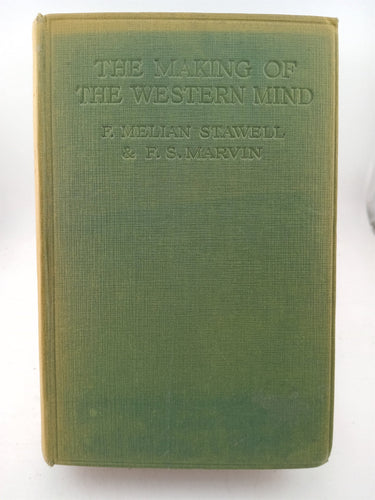 THE MAKING OF
THE WESTERN MIND
F. MELIAN STAWELL
& F. S. MARVIN